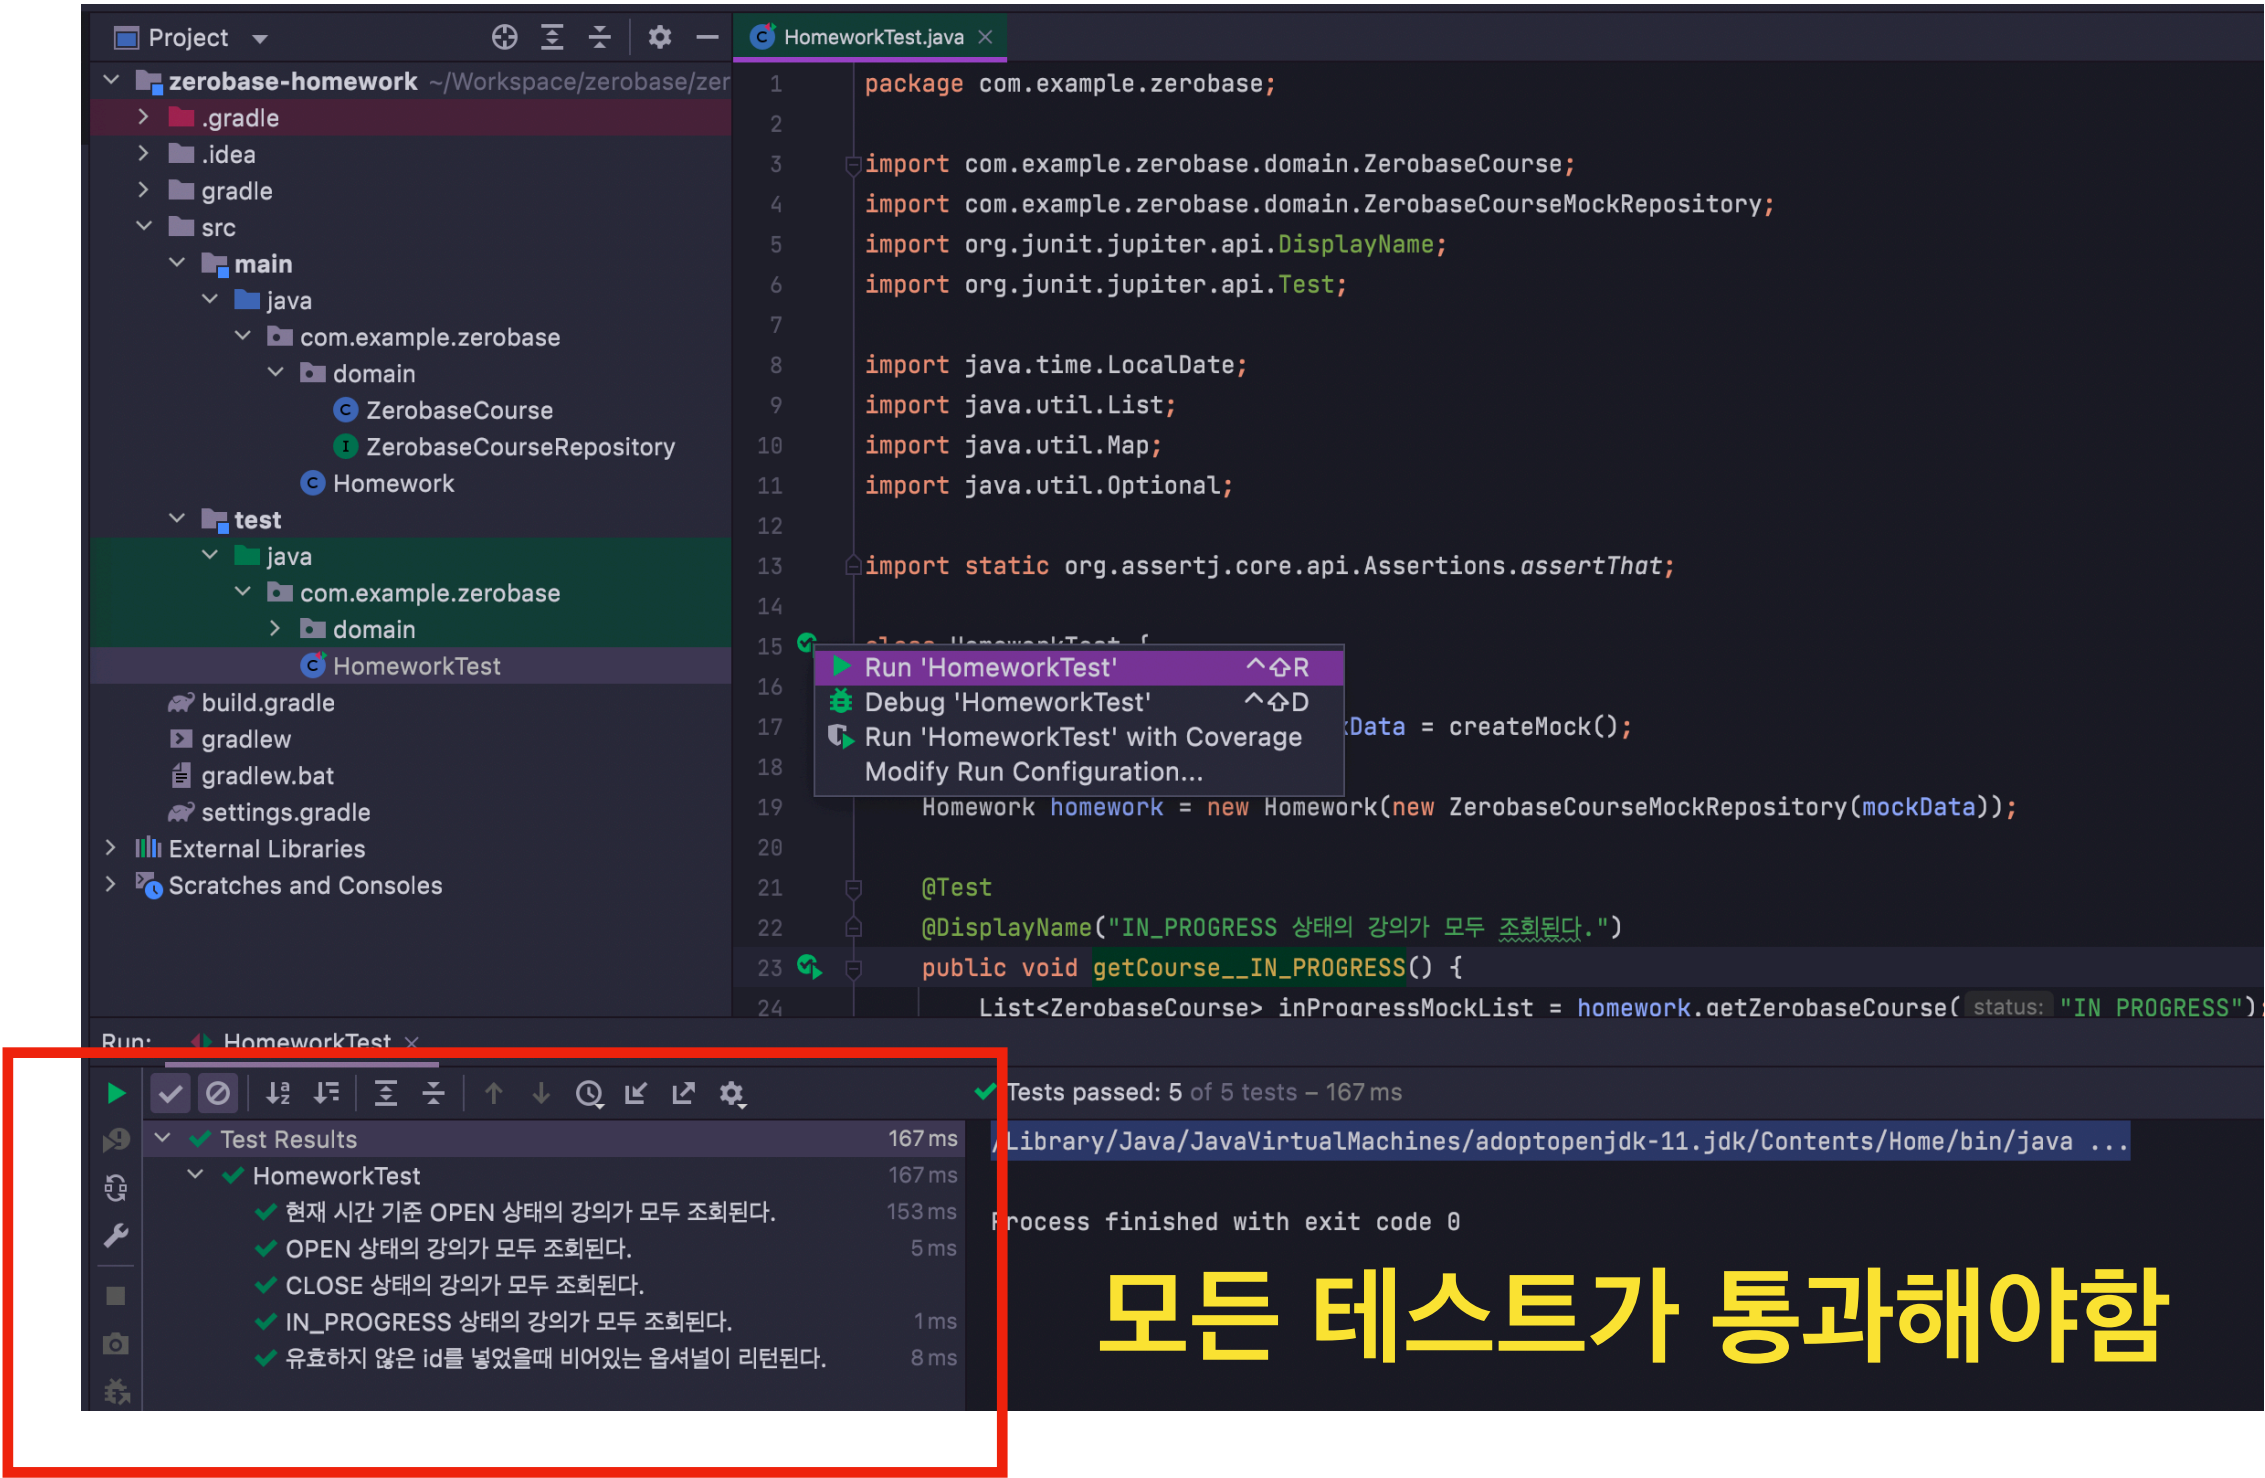 Project
zerobase-homework ~/Workspace/zerobase/zer
.gradle
.idea
gradle
src
main
java
com.example.zerobase
domain
ZerobaseCourse
ZerobaseCourseRepository
Homework
test
java
com.example.zerobase
domain
HomeworkTest
build.gradle
gradlew
gradlew.bat
settings.gradle
External Libraries
Scratches and Consoles
HomeworkTest.java
1 package com.example.zerobase;
2
3 import com.example.zerobase.domain.ZerobaseCourse;
4 import com.example.zerobase.domain.ZerobaseCourseMockRepository;
5 import org.junit.jupiter.api.DisplayName;
6 import org.junit.jupiter.api.Test;
7
8 import java.time.LocalDate;
9 import java.util.List;
10 import java.util.Map;
11 import java.util.Optional;
12
13 import static org.assertj.core.api.Assertions.assertThat;
14
15 class HomeworkTest {
16
17 kData = createMock();
18
19 Homework homework = new Homework(new ZerobaseCourseMockRepository(mockData));
20
21 @Test
22 @DisplayName("IN_PROGRESS 상태의 강의가 모두 조회된다.")
23 public void getCourse__IN_PROGRESS() {
24 List<ZerobaseCourse> inProgressMockList = homework.getZerobaseCourse( status: "IN_PROGRESS");
Run 'HomeworkTest' ^⇧R
Debug 'HomeworkTest' ^⇧D
Run 'HomeworkTest' with Coverage
Modify Run Configuration...
Run: HomeworkTest
Tests passed: 5 of 5 tests – 167 ms
Test Results 167 ms
HomeworkTest 167 ms
현재 시간 기준 OPEN 상태의 강의가 모두 조회된다. 153 ms
OPEN 상태의 강의가 모두 조회된다. 5 ms
CLOSE 상태의 강의가 모두 조회된다.
IN_PROGRESS 상태의 강의가 모두 조회된다. 1 ms
유효하지 않은 id를 넣었을때 비어있는 옵셔널이 리턴된다. 8 ms
/Library/Java/JavaVirtualMachines/adoptopenjdk-11.jdk/Contents/Home/bin/java ...
Process finished with exit code 0
모든 테스트가 통과해야함